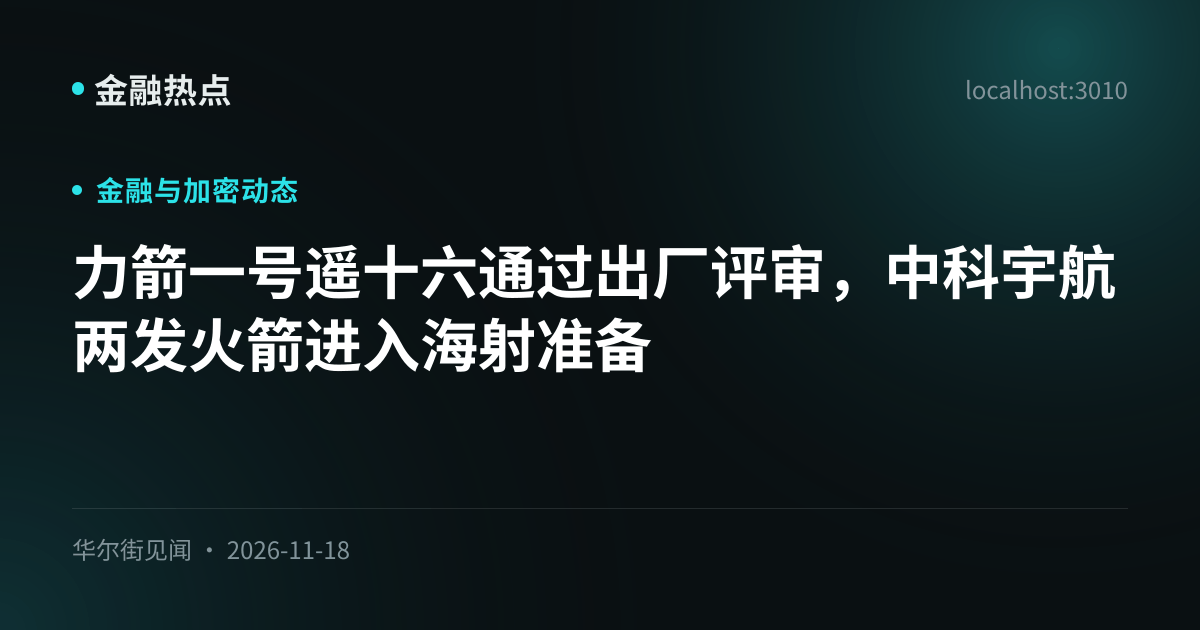 金融热点
localhost:3010
金融与加密动态
力箭一号遥十六通过出厂评审，中科宇航
两发火箭进入海射准备
华尔街见闻 · 2026-11-18